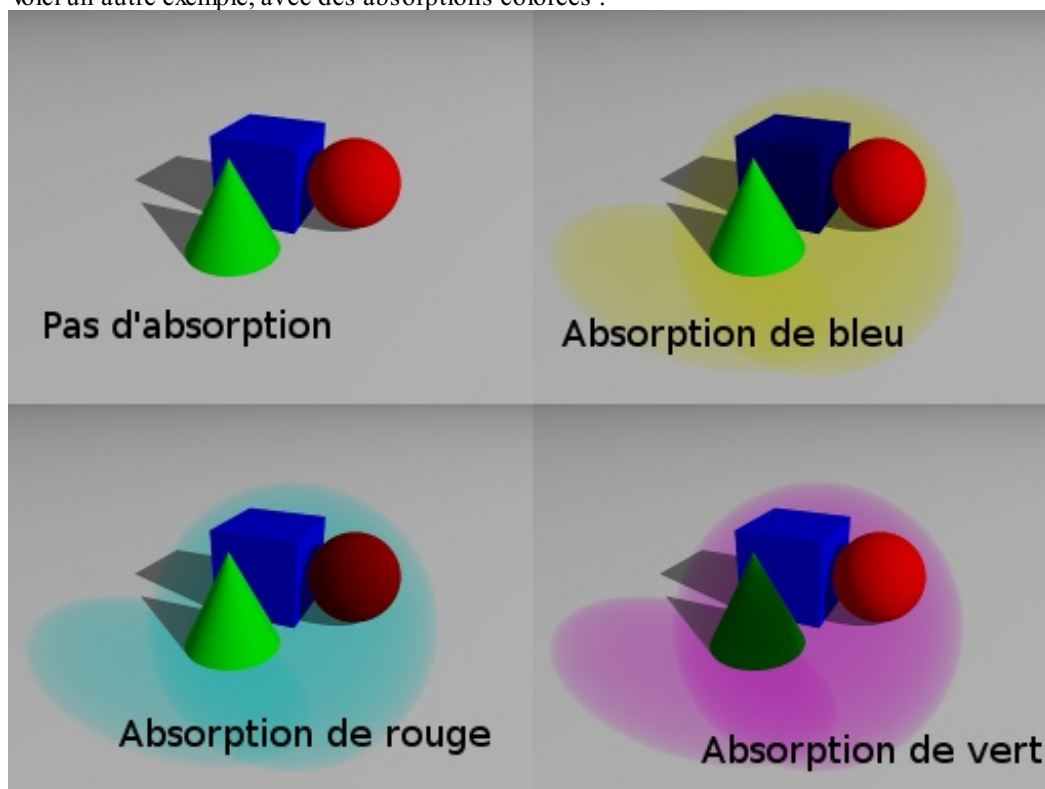 Voici un autre exemple, avec des absorptions colorées :
Pas d'absorption
Absorption de bleu
Absorption de rouge
Absorption de vert